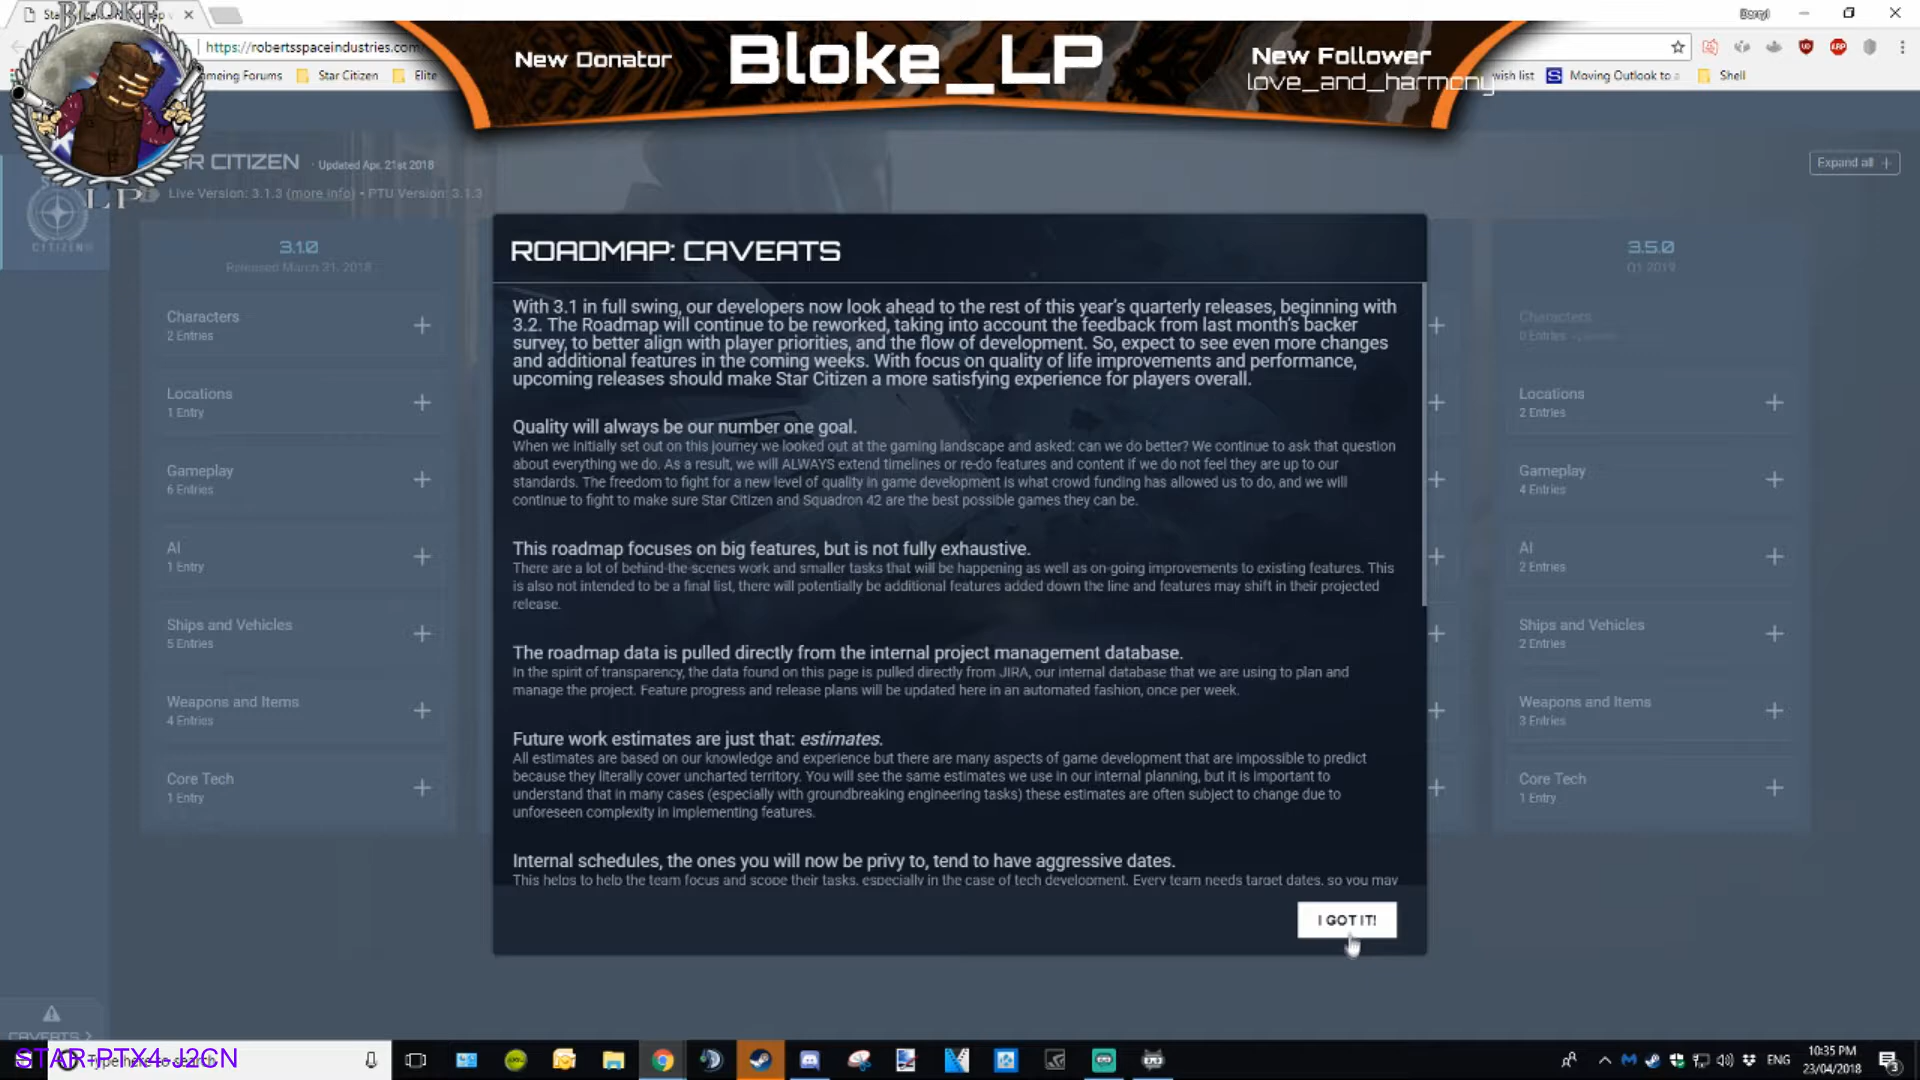 BLOKE
LP
https://robertsspaceindustries.com
Forums
Star Citizen
Elite
New Donator
Bloke_LP
New Follower
love_and_harmony
wish list
Moving Outlook to
Shell
CITIZEN · Updated Apr. 21st 2018
Live Version: 3.1.3 (more info) • PTU Version: 3.1.3
Expand all +
CITIZEN
3.1.0
Released March 31, 2018
Characters
2 Entries
Locations
1 Entry
Gameplay
6 Entries
AI
1 Entry
Ships and Vehicles
5 Entries
Weapons and Items
4 Entries
Core Tech
1 Entry
ROADMAP: CAVEATS
With 3.1 in full swing, our developers now look ahead to the rest of this year's quarterly releases, beginning with
3.2. The Roadmap will continue to be reworked, taking into account the feedback from last month's backer
survey, to better align with player priorities, and the flow of development. So, expect to see even more changes
and additional features in the coming weeks. With focus on quality of life improvements and performance,
upcoming releases should make Star Citizen a more satisfying experience for players overall.
Quality will always be our number one goal.
When we initially set out on this journey we looked out at the gaming landscape and asked: can we do better? We continue to ask that question
about everything we do. As a result, we will ALWAYS extend timelines or re-do features and content if we do not feel they are up to our
standards. The freedom to fight for a new level of quality in game development is what crowd funding has allowed us to do, and we will
continue to fight to make sure Star Citizen and Squadron 42 are the best possible games they can be.
This roadmap focuses on big features, but is not fully exhaustive.
There are a lot of behind-the-scenes work and smaller tasks that will be happening as well as on-going improvements to existing features. This
is also not intended to be a final list, there will potentially be additional features added down the line and features may shift in their projected
release.
The roadmap data is pulled directly from the internal project management database.
In the spirit of transparency, the data found on this page is pulled directly from JIRA, our internal database that we are using to plan and
manage the project. Feature progress and release plans will be updated here in an automated fashion, once per week.
Future work estimates are just that: estimates.
All estimates are based on our knowledge and experience but there are many aspects of game development that are impossible to predict
because they literally cover uncharted territory. You will see the same estimates we use in our internal planning, but it is important to
understand that in many cases (especially with groundbreaking engineering tasks) these estimates are often subject to change due to
unforeseen complexity in implementing features.
Internal schedules, the ones you will now be privy to, tend to have aggressive dates.
This helps to help the team focus and scope their tasks, especially in the case of tech development. Every team needs target dates, so you may
I GOT IT!
3.5.0
Q1 2019
Characters
0 Entries
Locations
2 Entries
Gameplay
4 Entries
AI
2 Entries
Ships and Vehicles
2 Entries
Weapons and Items
3 Entries
Core Tech
1 Entry
CAVEATS
STAR-PTX4-J2CN
Type here to search
ENG
10:35 PM
23/04/2018
3